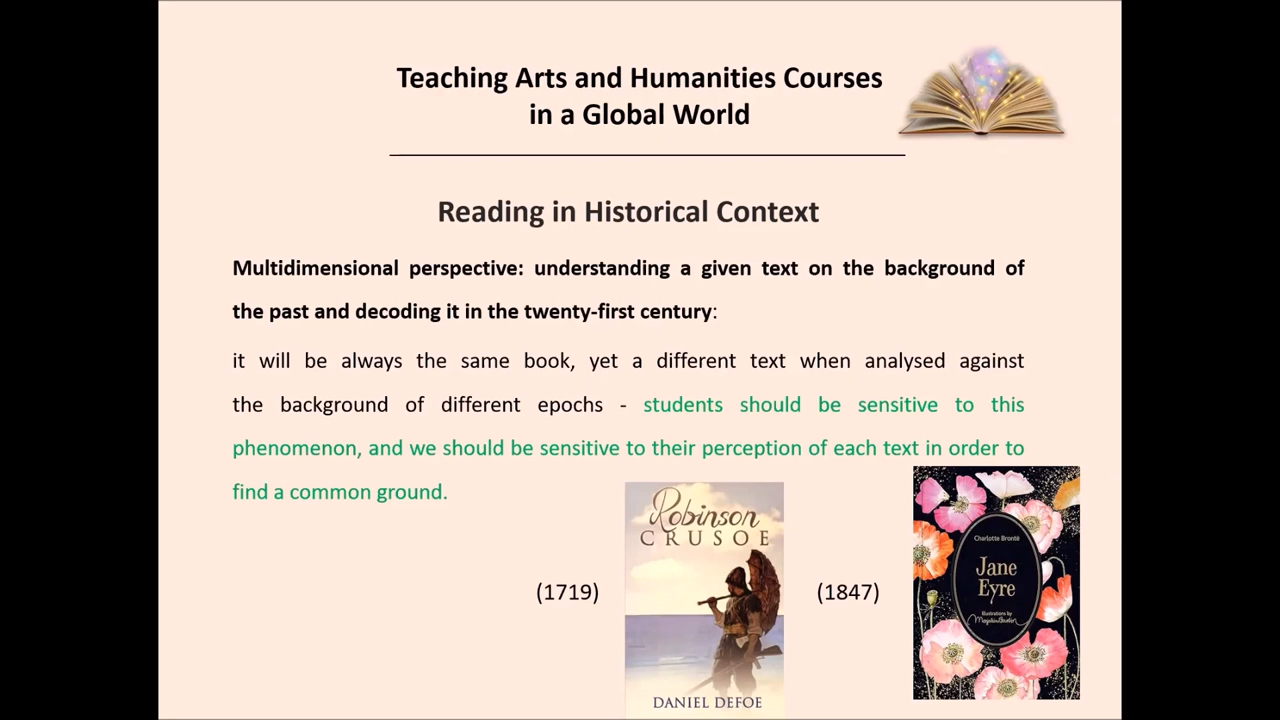 Teaching Arts and Humanities Courses
in a Global World
Reading in Historical Context
Multidimensional perspective: understanding a given text on the background of
the past and decoding it in the twenty-first century:
it will be always the same book, yet a different text when analysed against
the background of different epochs - students should be sensitive to this
phenomenon, and we should be sensitive to their perception of each text in order to
find a common ground.
(1719)
Robinson
CRUSOE
DANIEL DEFOE
(1847)
Charlotte Brontë
Jane
Eyre
Illustrations by